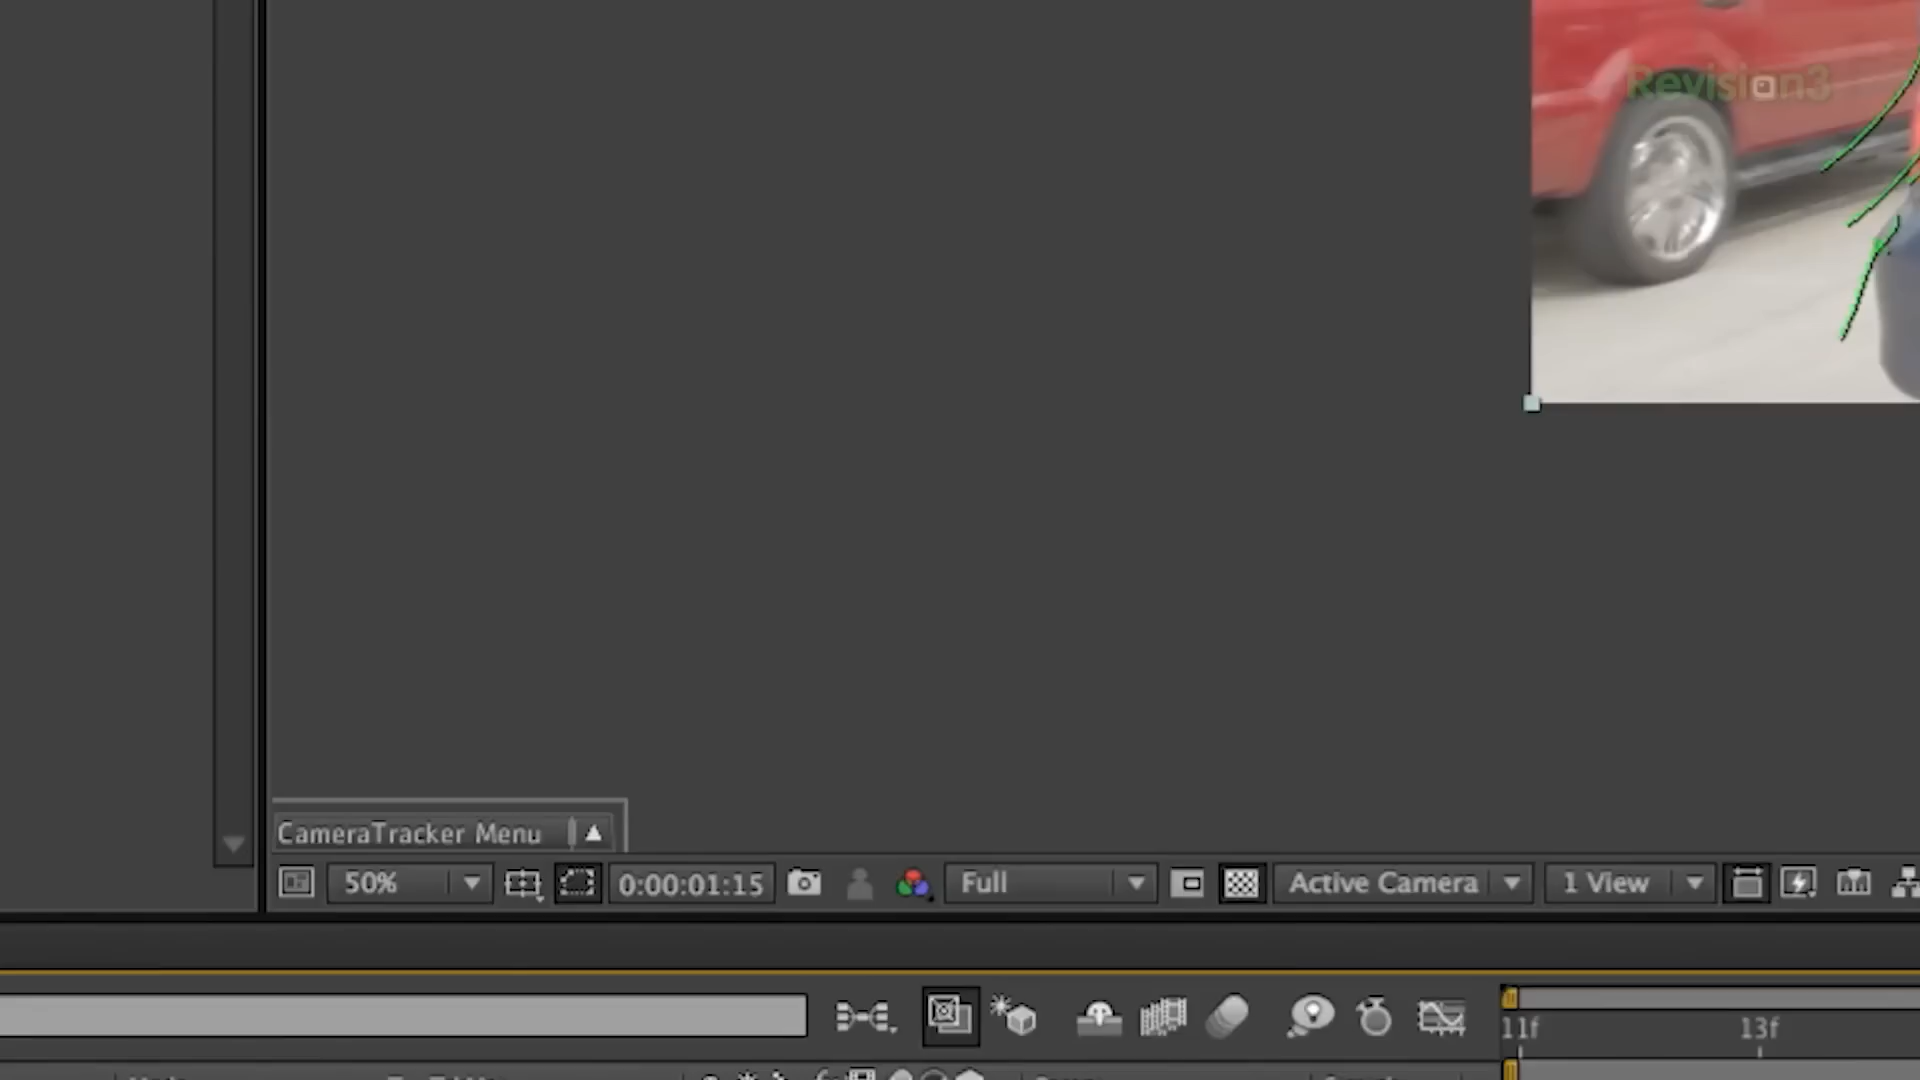 Revision3
CameraTracker Menu
50% 0:00:01:15 Full Active Camera 1 View
11f 13f